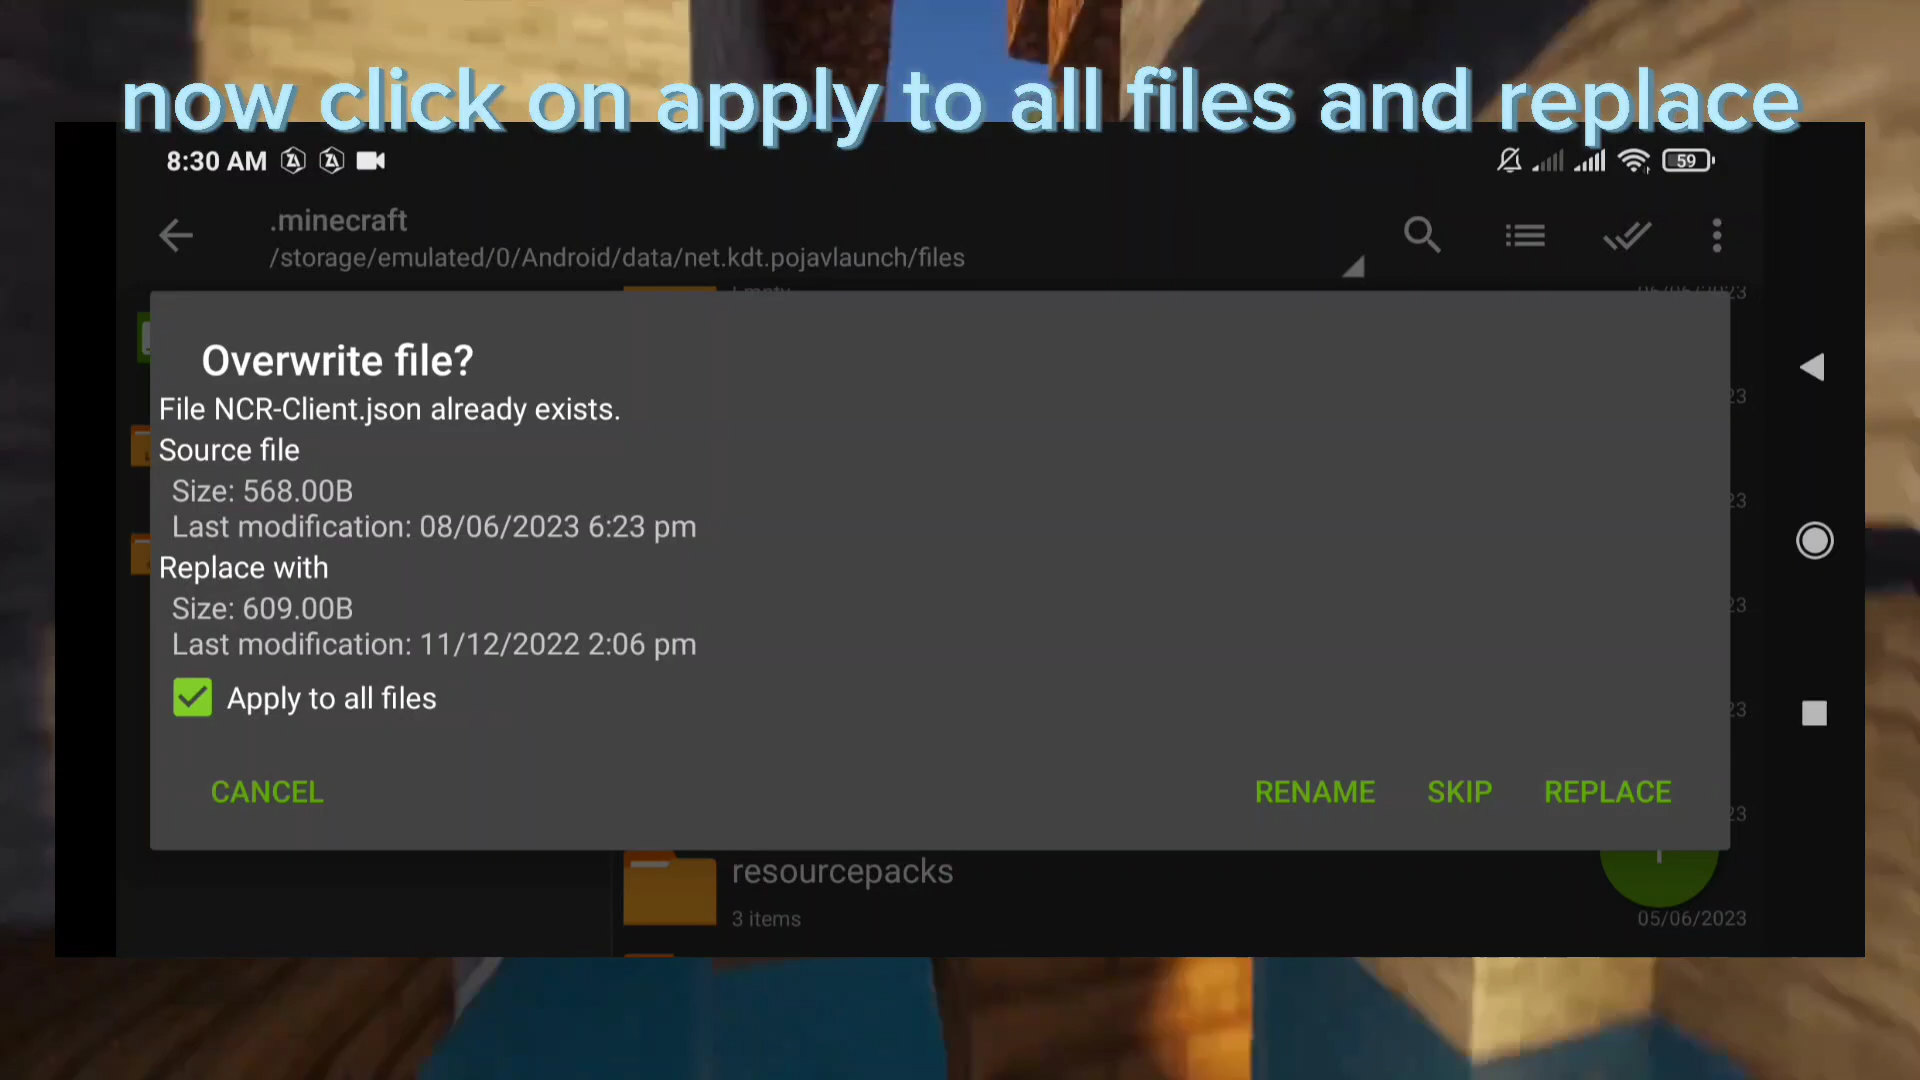 now click on apply to all files and replace
8:30 AM
59
.minecraft
/storage/emulated/0/Android/data/net.kdt.pojavlaunch/files
Empty
Overwrite file?
File NCR-Client.json already exists.
Source file
Size: 568.00B
Last modification: 08/06/2023 6:23 pm
Replace with
Size: 609.00B
Last modification: 11/12/2022 2:06 pm
Apply to all files
CANCEL
RENAME
SKIP
REPLACE
resourcepacks
3 items
05/06/2023